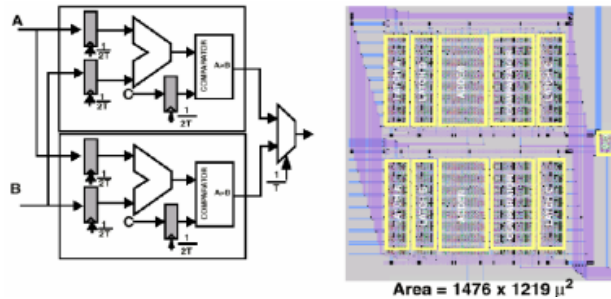 A
1
2T
1
2T
C
1
2T
COMPARATOR
A>B
B
1
2T
1
2T
C
1
2T
COMPARATOR
A>B
1
T
Area = 1476 x 1219 μ²